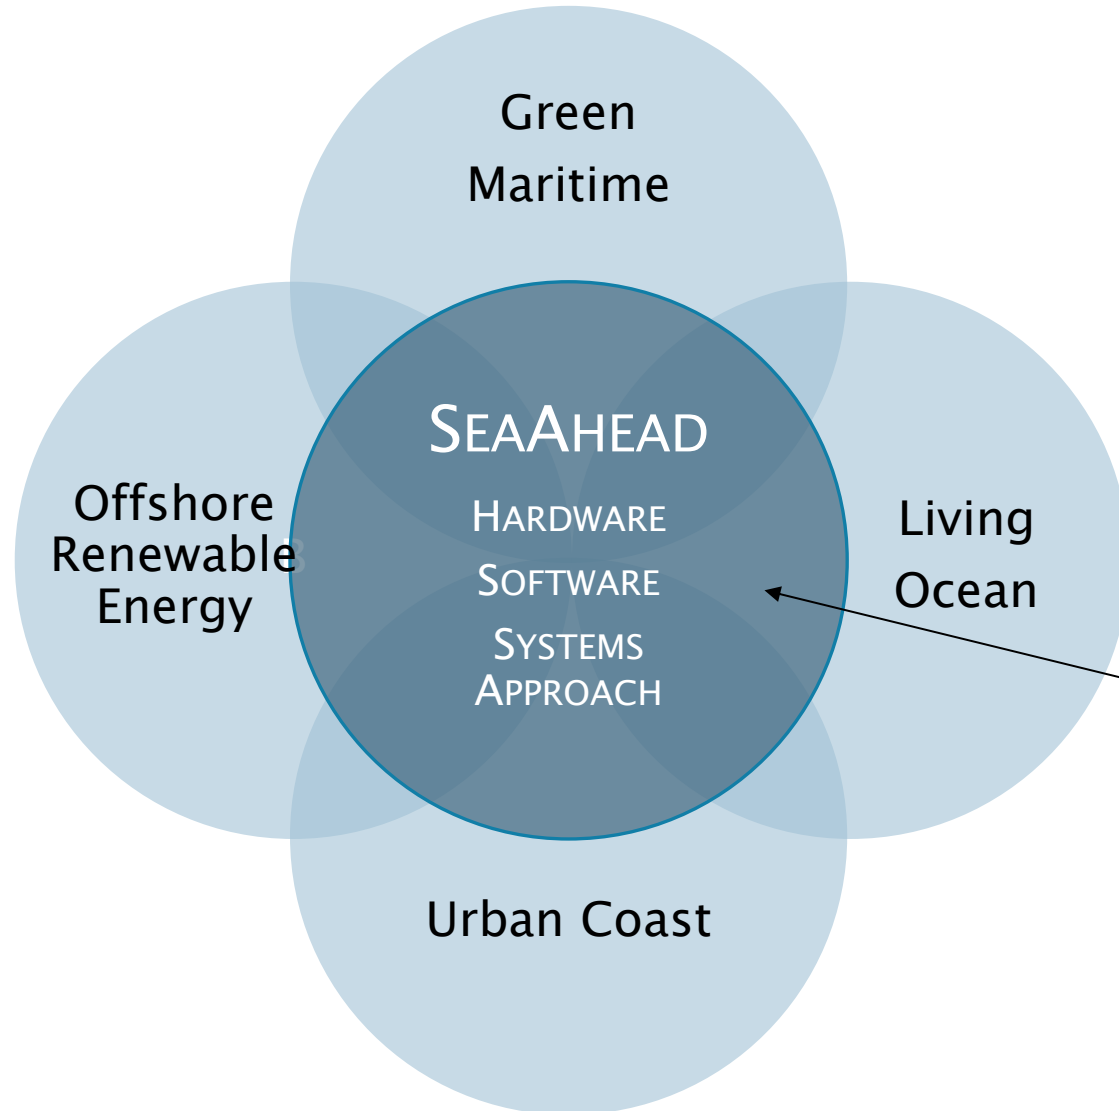 Green
Maritime
SEAAHEAD
HARDWARE
SOFTWARE
SYSTEMS
APPROACH
Offshore
Renewable
Energy
Living
Ocean
Urban Coast